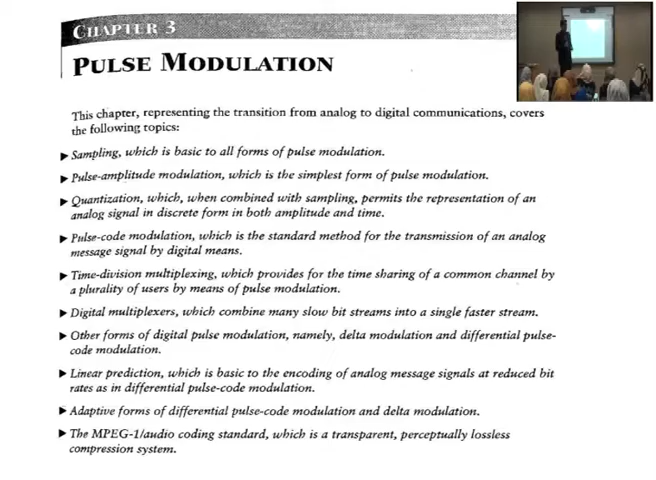 CHAPTER 3
PULSE MODULATION
This chapter, representing the transition from analog to digital communications, covers
the following topics:
▶ Sampling, which is basic to all forms of pulse modulation.
▶ Pulse-amplitude modulation, which is the simplest form of pulse modulation.
▶ Quantization, which, when combined with sampling, permits the representation of an
analog signal in discrete form in both amplitude and time.
▶ Pulse-code modulation, which is the standard method for the transmission of an analog
message signal by digital means.
▶ Time-division multiplexing, which provides for the time sharing of a common channel by
a plurality of users by means of pulse modulation.
▶ Digital multiplexers, which combine many slow bit streams into a single faster stream.
▶ Other forms of digital pulse modulation, namely, delta modulation and differential pulse-
code modulation.
▶ Linear prediction, which is basic to the encoding of analog message signals at reduced bit
rates as in differential pulse-code modulation.
▶ Adaptive forms of differential pulse-code modulation and delta modulation.
▶ The MPEG-1/audio coding standard, which is a transparent, perceptually lossless
compression system.